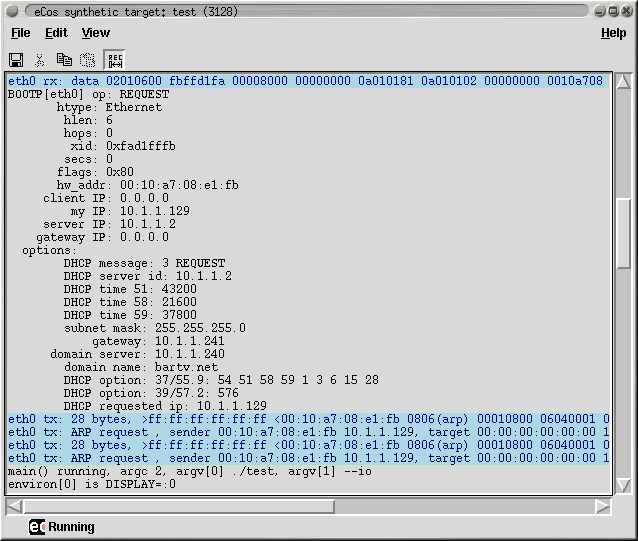 eCos synthetic target: test (3128)
File Edit View Help
REC
eth0 rx: data 02010600 fbffd1fa 00008000 00000000 0a010181 0a010102 00000000 0010a708
BOOTP[eth0] op: REQUEST
htype: Ethernet
hlen: 6
hops: 0
xid: 0xfad1fffb
secs: 0
flags: 0x80
hw_addr: 00:10:a7:08:e1:fb
client IP: 0.0.0.0
my IP: 10.1.1.129
server IP: 10.1.1.2
gateway IP: 0.0.0.0
options:
DHCP message: 3 REQUEST
DHCP server id: 10.1.1.2
DHCP time 51: 43200
DHCP time 58: 21600
DHCP time 59: 37800
subnet mask: 255.255.255.0
gateway: 10.1.1.241
domain server: 10.1.1.240
domain name: bartv.net
DHCP option: 37/55.9: 54 51 58 59 1 3 6 15 28
DHCP option: 39/57.2: 576
DHCP requested ip: 10.1.1.129
eth0 tx: 28 bytes, >ff:ff:ff:ff:ff:ff <00:10:a7:08:e1:fb 0806(arp) 00010800 06040001 0
eth0 tx: ARP request , sender 00:10:a7:08:e1:fb 10.1.1.129, target 00:00:00:00:00:00 1
eth0 tx: 28 bytes, >ff:ff:ff:ff:ff:ff <00:10:a7:08:e1:fb 0806(arp) 00010800 06040001 0
eth0 tx: ARP request , sender 00:10:a7:08:e1:fb 10.1.1.129, target 00:00:00:00:00:00 1
main() running, argc 2, argv[0] ./test, argv[1] --io
environ[0] is DISPLAY=:0
ec Running